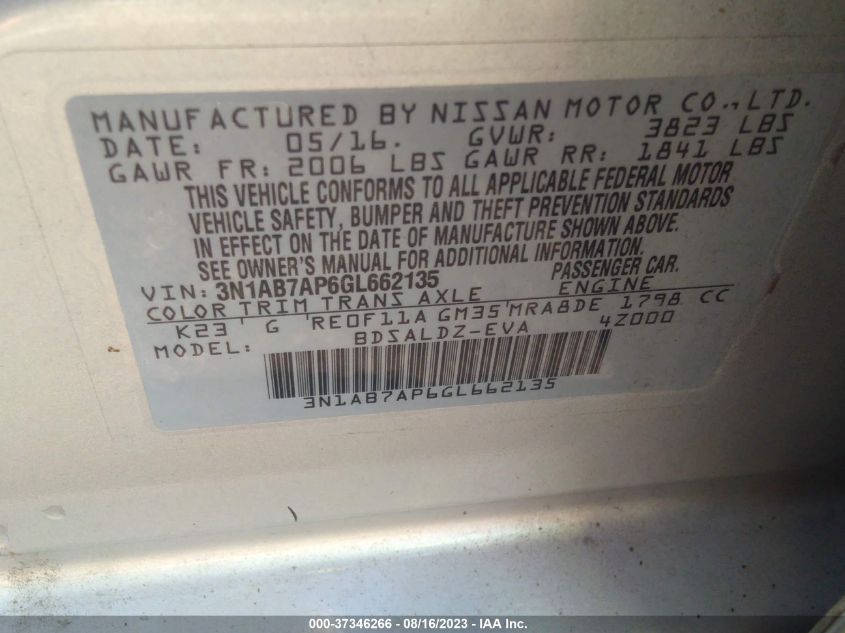 MANUFACTURED BY NISSAN MOTOR CO., LTD.
DATE: 05/16. GVWR: 3823 LBS
GAWR FR: 2006 LBS GAWR RR: 1841 LBS
THIS VEHICLE CONFORMS TO ALL APPLICABLE FEDERAL MOTOR
VEHICLE SAFETY, BUMPER AND THEFT PREVENTION STANDARDS
IN EFFECT ON THE DATE OF MANUFACTURE SHOWN ABOVE.
SEE OWNER'S MANUAL FOR ADDITIONAL INFORMATION.
VIN: 3N1AB7AP6GL662135 PASSENGER CAR.
COLOR TRIM TRANS AXLE ENGINE
K23 G RE0F11A GM35 MRA8DE 1798 CC
MODEL: BDSALDZ-EVA 4Z000
3N1AB7AP6GL662135
000-37346266 - 08/16/2023 - IAA Inc.